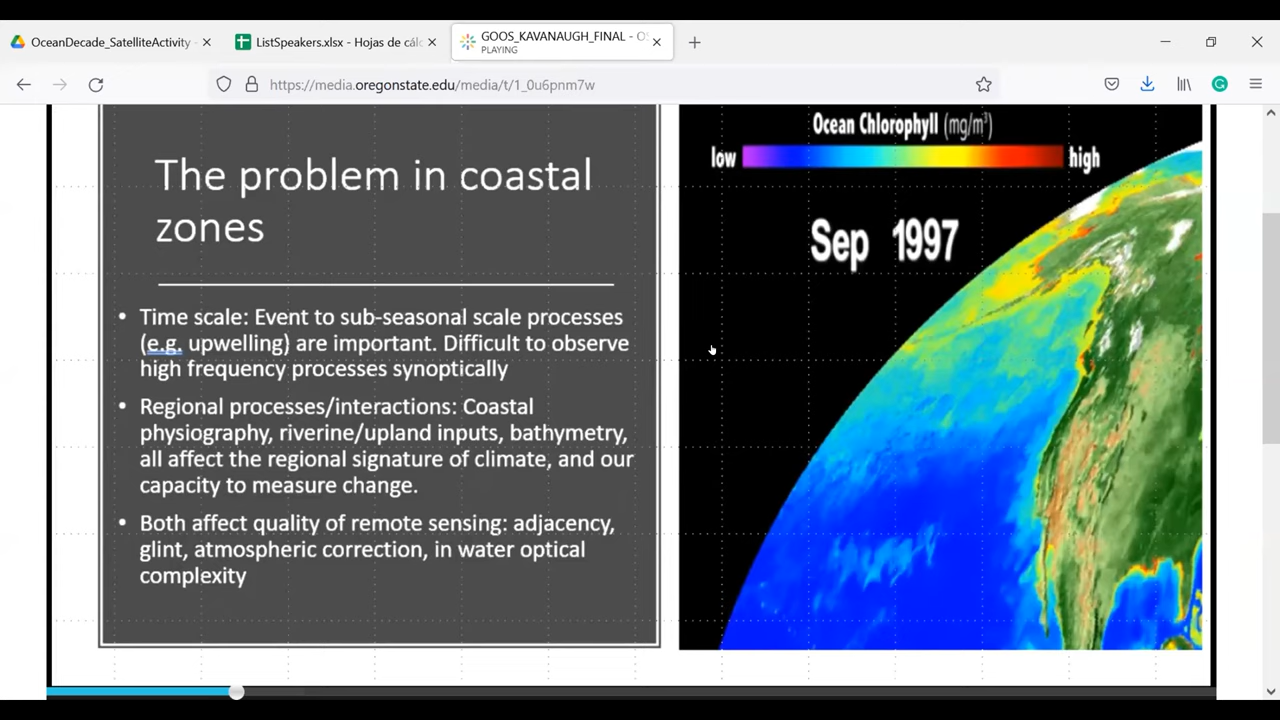 OceanDecade_SatelliteActivity -
ListSpeakers.xlsx - Hojas de cálc
GOOS_KAVANAUGH_FINAL - OS
PLAYING
https://media.oregonstate.edu/media/t/1_0u6pnm7w
The problem in coastal
zones
• Time scale: Event to sub-seasonal scale processes
(e.g. upwelling) are important. Difficult to observe
high frequency processes synoptically
• Regional processes/interactions: Coastal
physiography, riverine/upland inputs, bathymetry,
all affect the regional signature of climate, and our
capacity to measure change.
• Both affect quality of remote sensing: adjacency,
glint, atmospheric correction, in water optical
complexity
Ocean Chlorophyll (mg/m³)
low high
Sep 1997